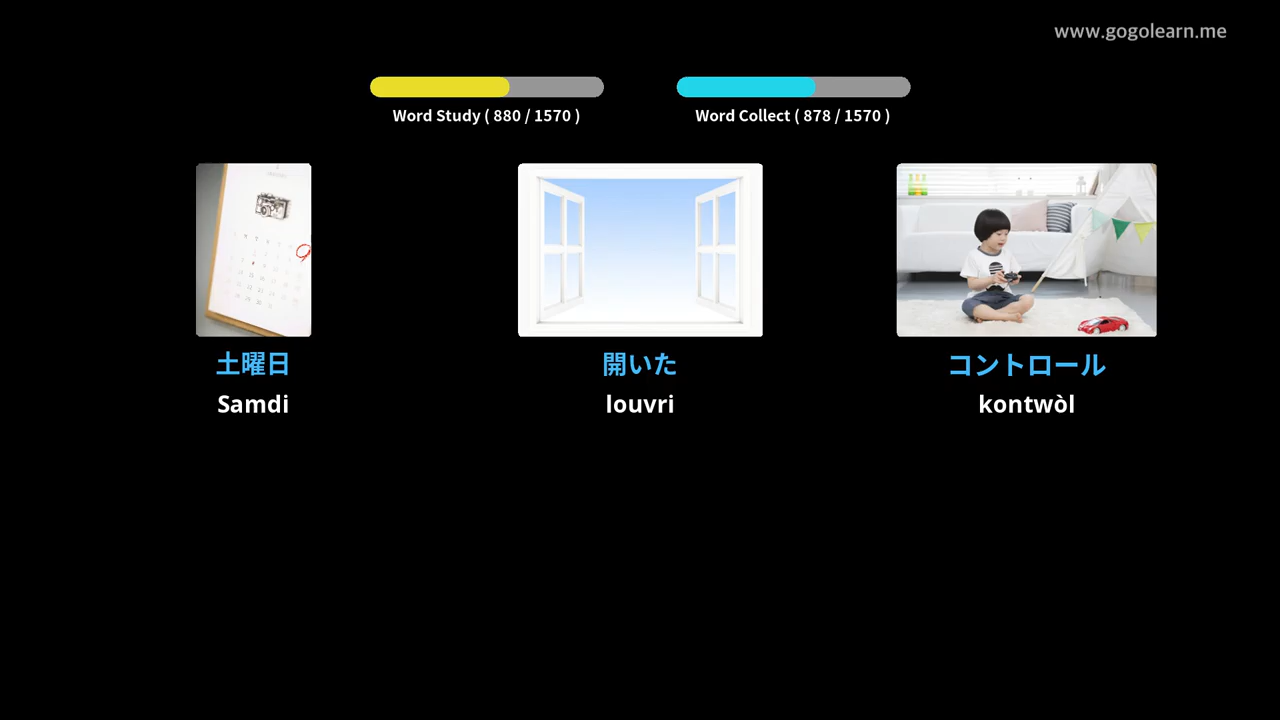 www.gogolearn.me
Word Study ( 880 / 1570 )
Word Collect ( 878 / 1570 )
土曜日
開いた
コントロール
Samdi
louvri
kontwòl